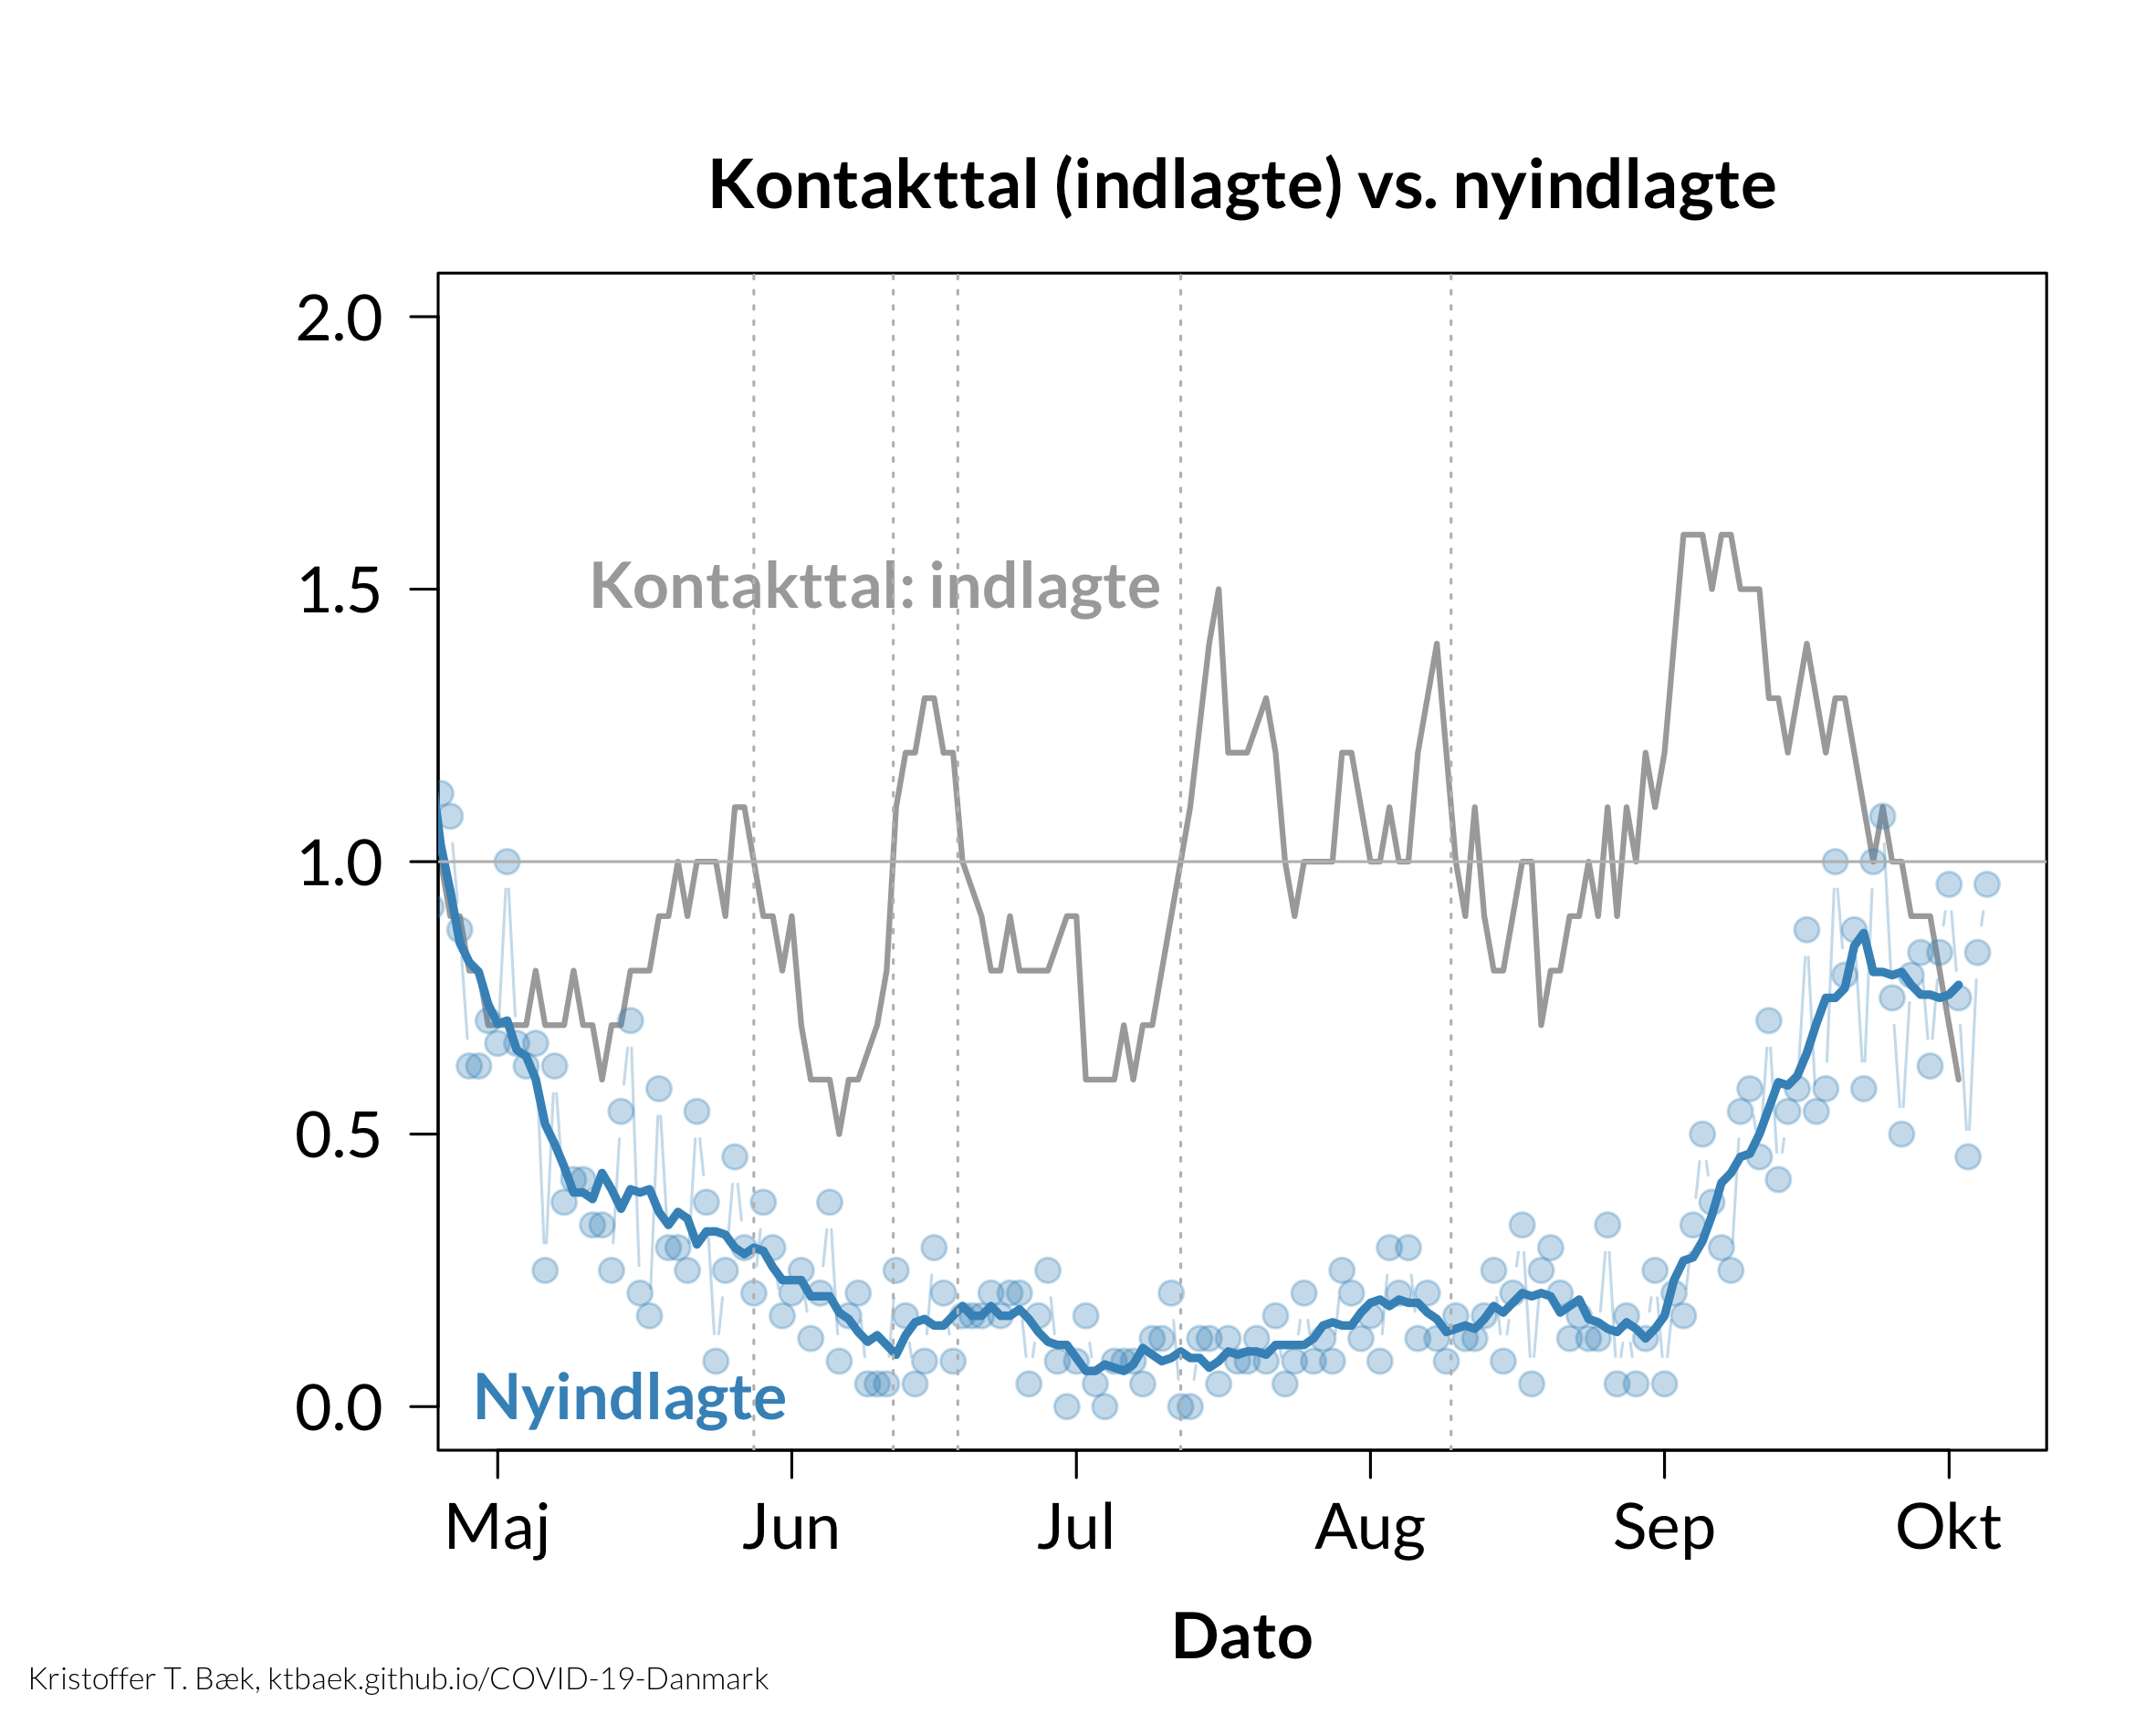 Kontakttal (indlagte) vs. nyindlagte
2.0
1.5
1.0
0.5
0.0
Kontakttal: indlagte
Nyindlagte
Maj Jun Jul Aug Sep Okt
Dato
Kristoffer T. Bæk, ktbaek.github.io/COVID-19-Danmark